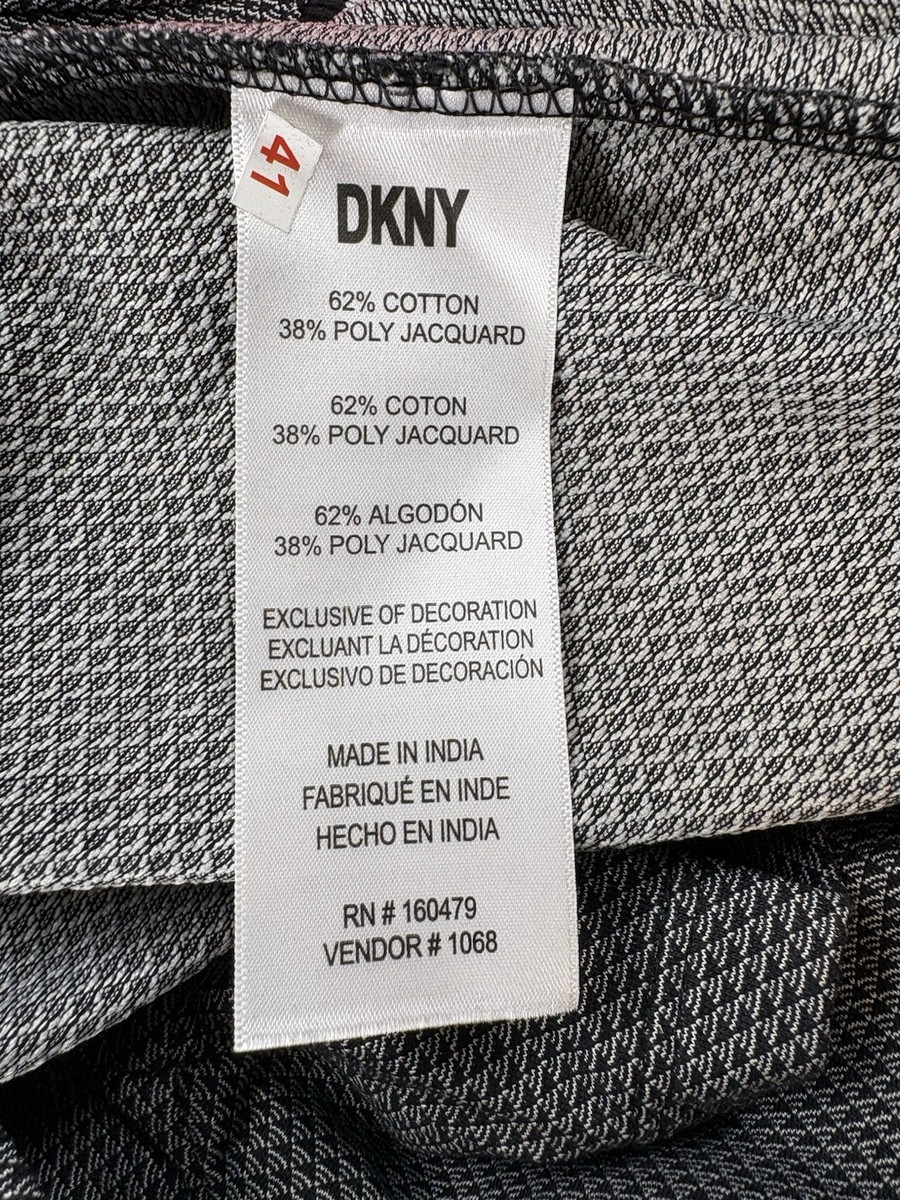 41
DKNY
62% COTTON
38% POLY JACQUARD
62% COTON
38% POLY JACQUARD
62% ALGODÓN
38% POLY JACQUARD
EXCLUSIVE OF DECORATION
EXCLUANT LA DÉCORATION
EXCLUSIVO DE DECORACIÓN
MADE IN INDIA
FABRIQUÉ EN INDE
HECHO EN INDIA
RN # 160479
VENDOR # 1068